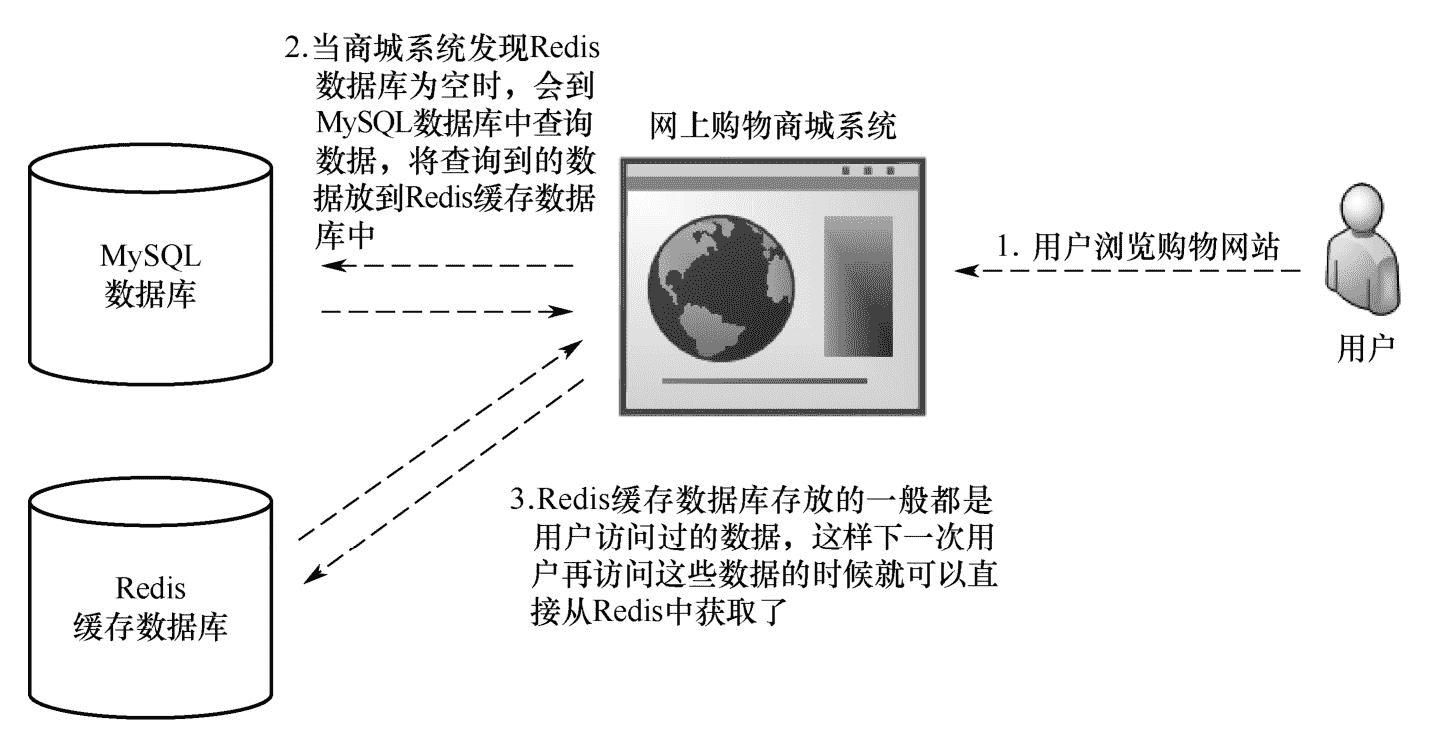 2.当商城系统发现Redis
数据库为空时，会到
MySQL数据库中查询
数据，将查询到的数
据放到Redis缓存数据
库中
网上购物商城系统
MySQL
数据库
1. 用户浏览购物网站
用户
3.Redis缓存数据库存放的一般都是
用户访问过的数据，这样下一次用
户再访问这些数据的时候就可以直
接从Redis中获取了
Redis
缓存数据库